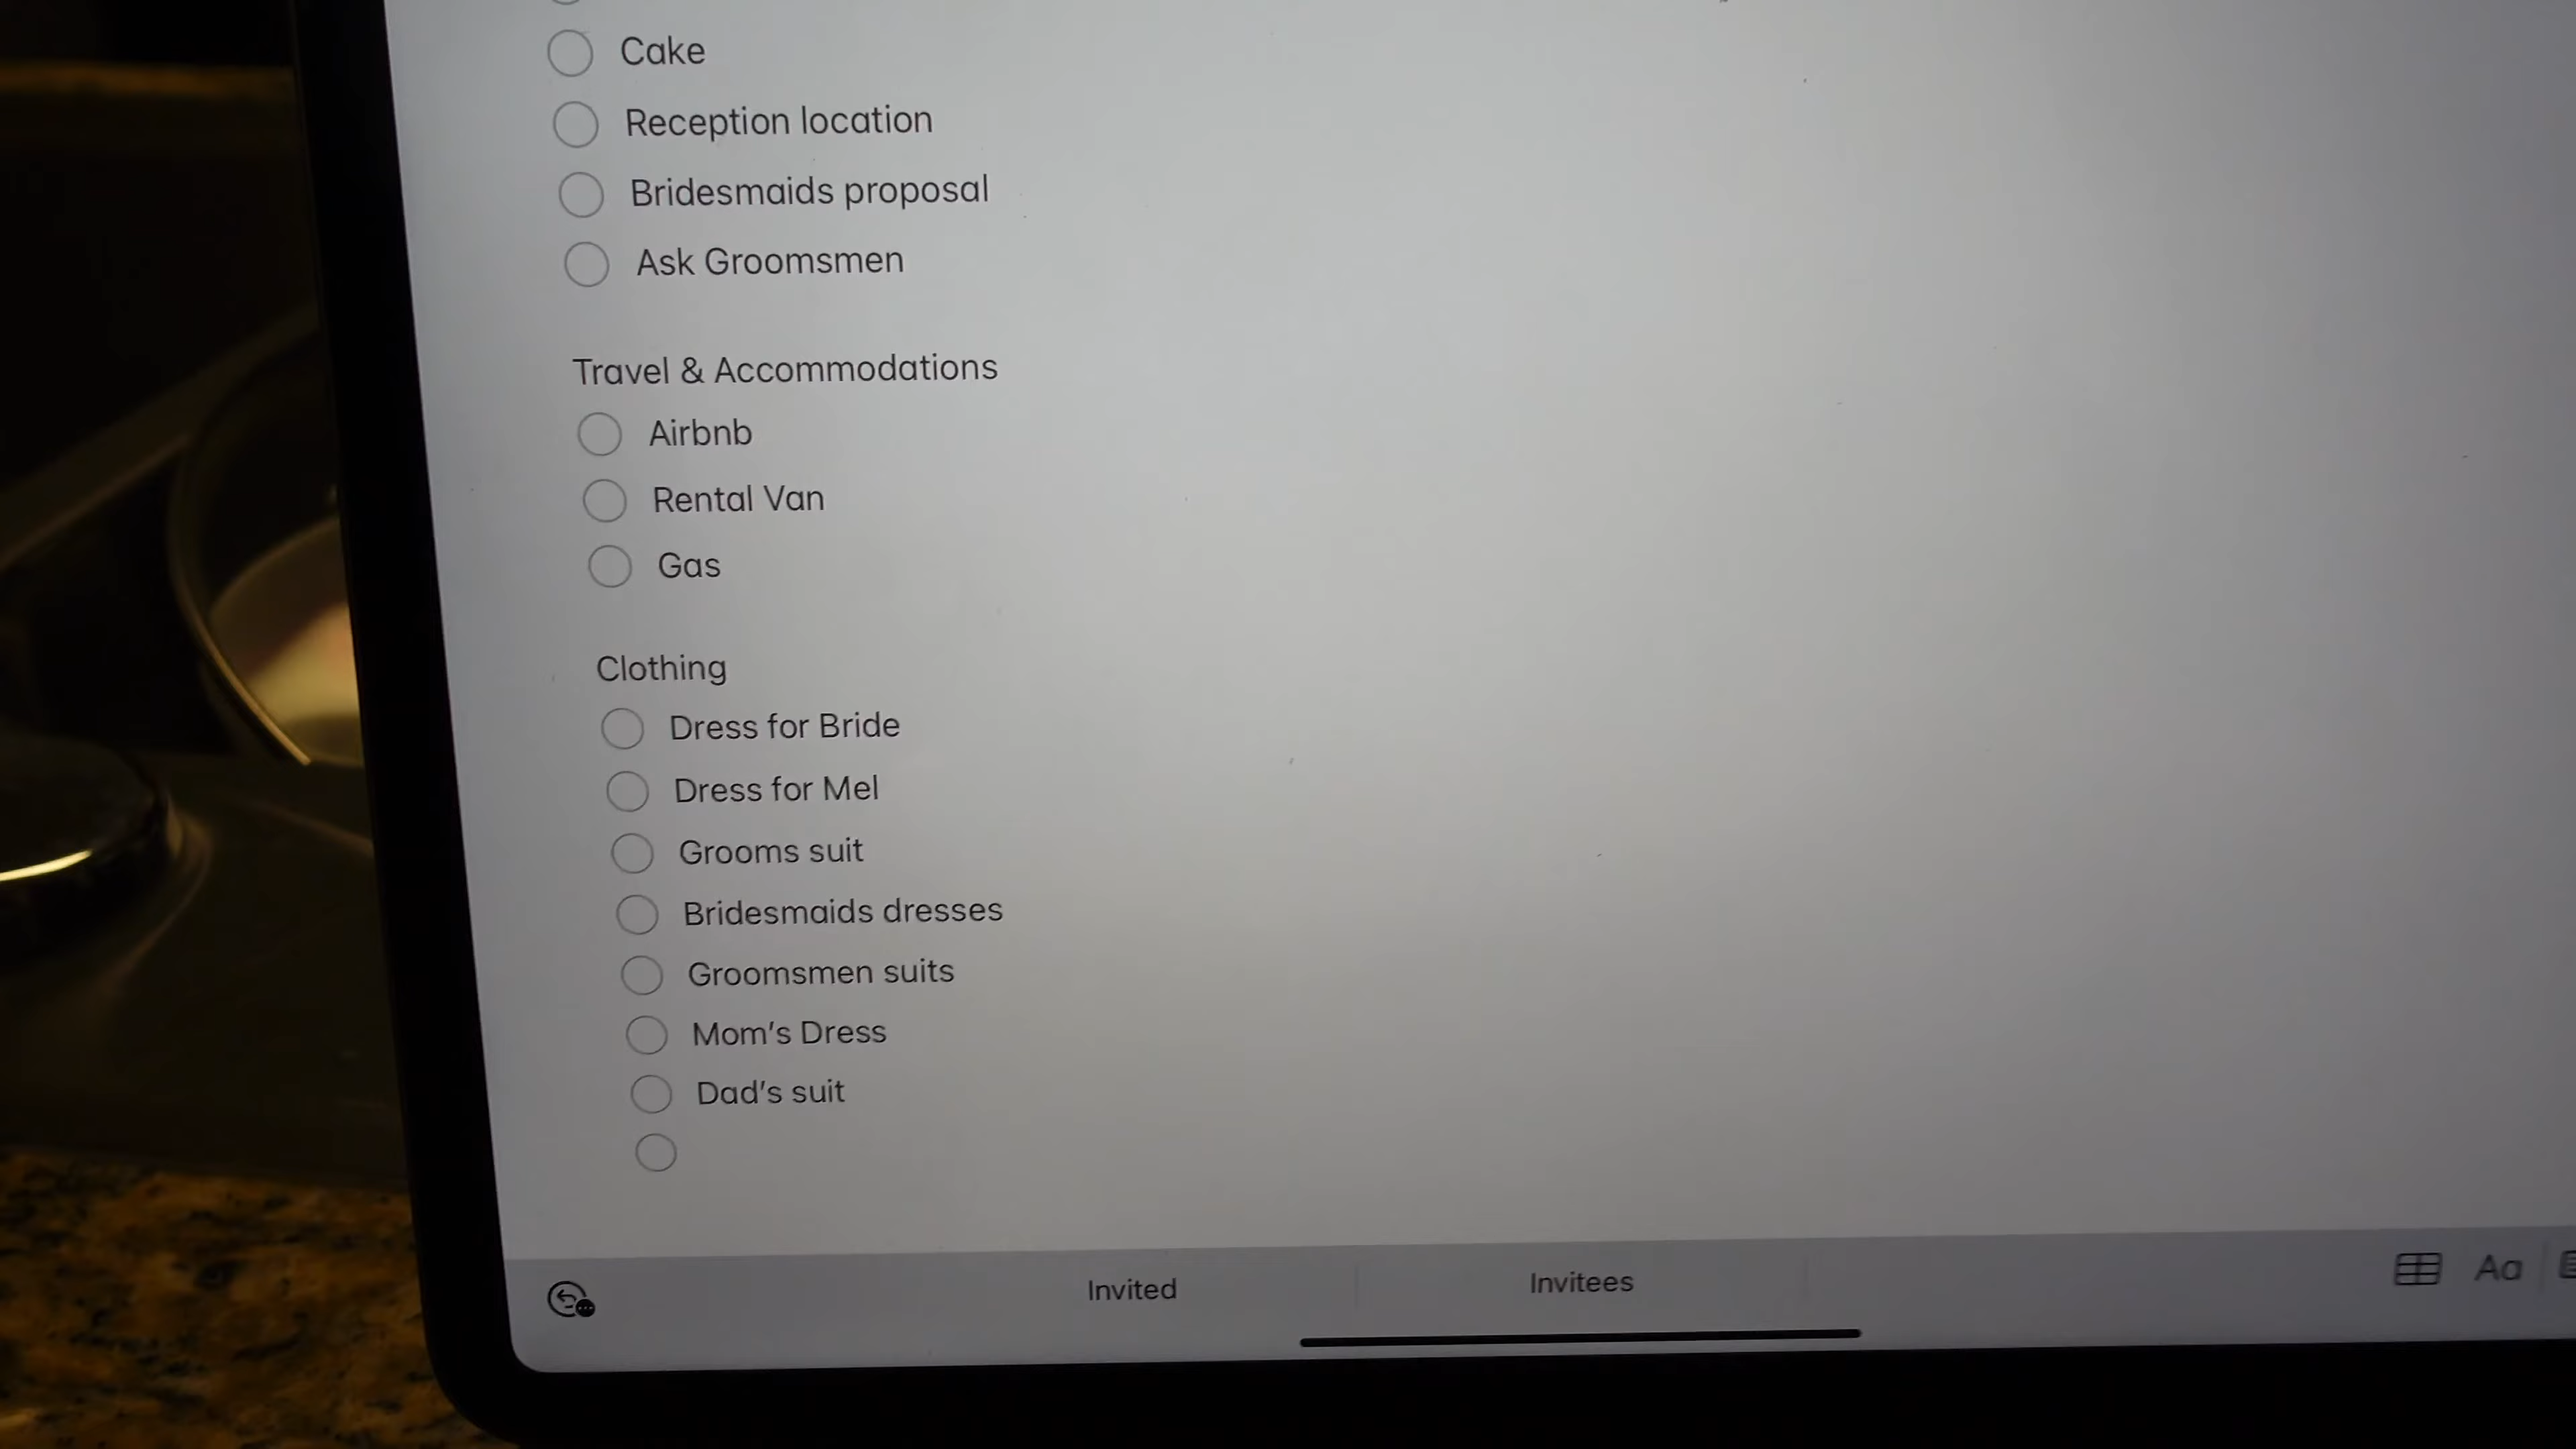 Cake
Reception location
Bridesmaids proposal
Ask Groomsmen
Travel & Accommodations
Airbnb
Rental Van
Gas
Clothing
Dress for Bride
Dress for Mel
Grooms suit
Bridesmaids dresses
Groomsmen suits
Mom's Dress
Dad's suit
Invited
Invitees
Aa